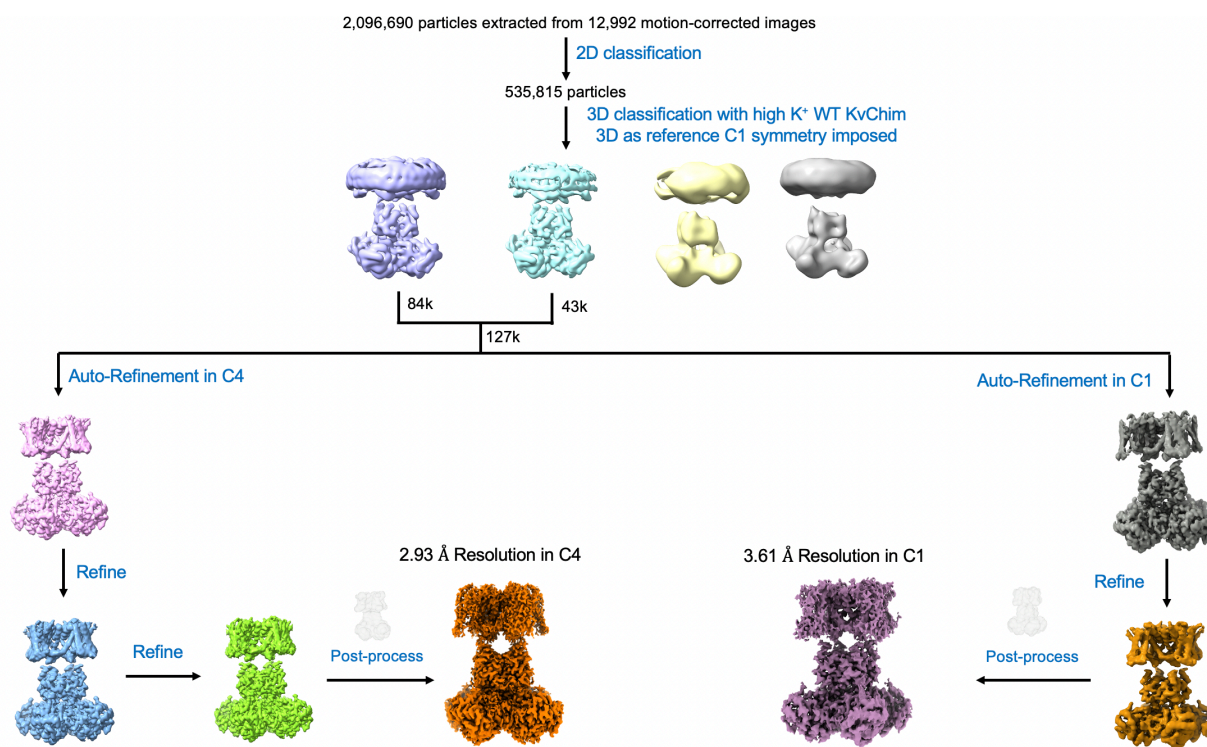 2,096,690 particles extracted from 12,992 motion-corrected images
2D classification
535,815 particles
3D classification with high K⁺ WT KvChim
3D as reference C1 symmetry imposed
84k
43k
127k
Auto-Refinement in C4
Auto-Refinement in C1
2.93 Å Resolution in C4
3.61 Å Resolution in C1
Refine
Refine
Refine
Post-process
Post-process